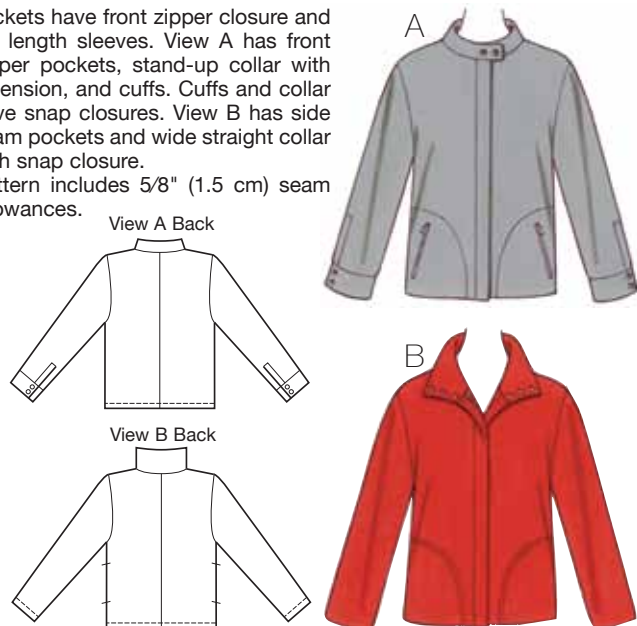 ckets have front zipper closure and
length sleeves. View A has front
per pockets, stand-up collar with
ension, and cuffs. Cuffs and collar
ve snap closures. View B has side
am pockets and wide straight collar
h snap closure.
ttern includes 5/8" (1.5 cm) seam
owances.
View A Back
View B Back
A
B